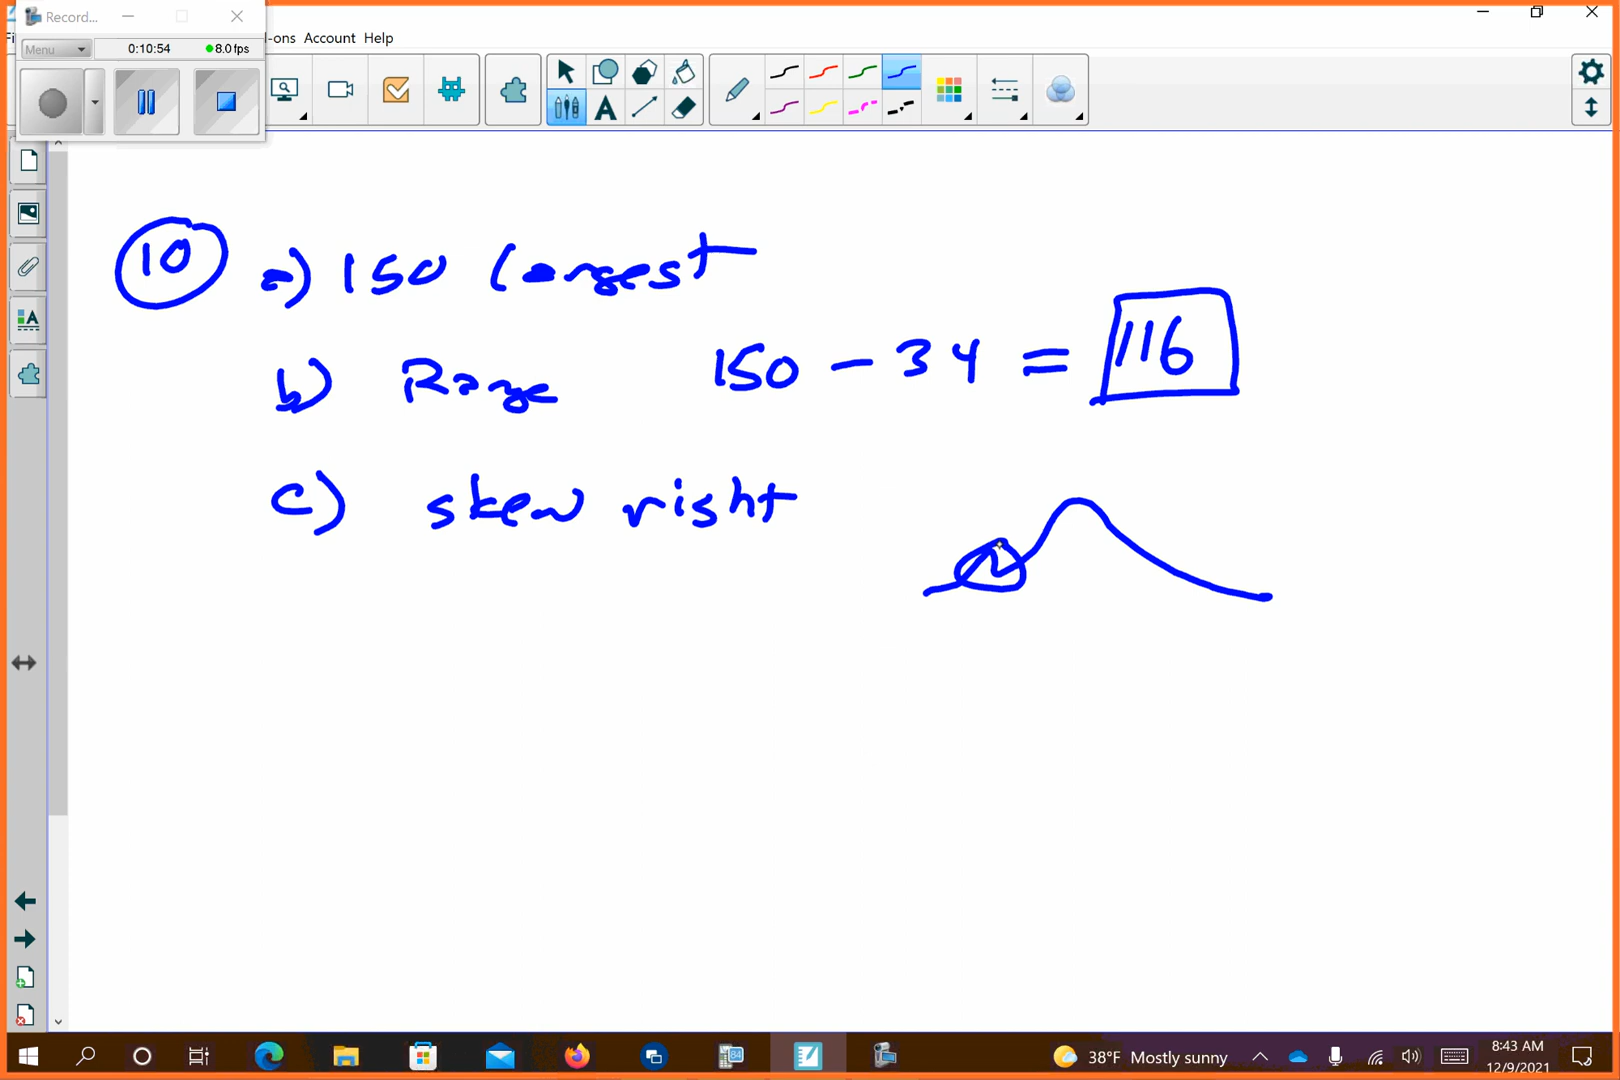 Record...
Menu
0:10:54
8.0 fps
-ons Account Help
10 a) 150 largest
b) Range 150 - 34 = 116
c) skew right
38°F Mostly sunny
8:43 AM
12/9/2021